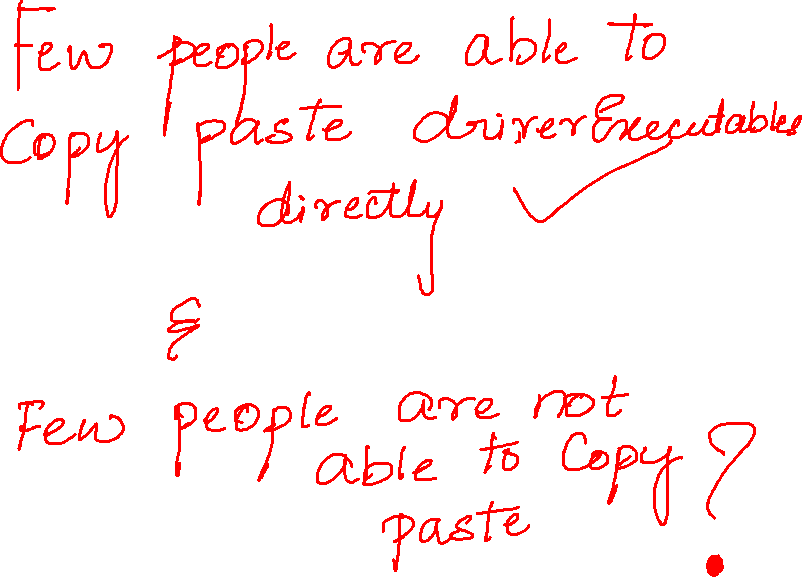 Few people are able to
Copy paste driverExecutables
directly
&
Few people are not
able to Copy ?
paste